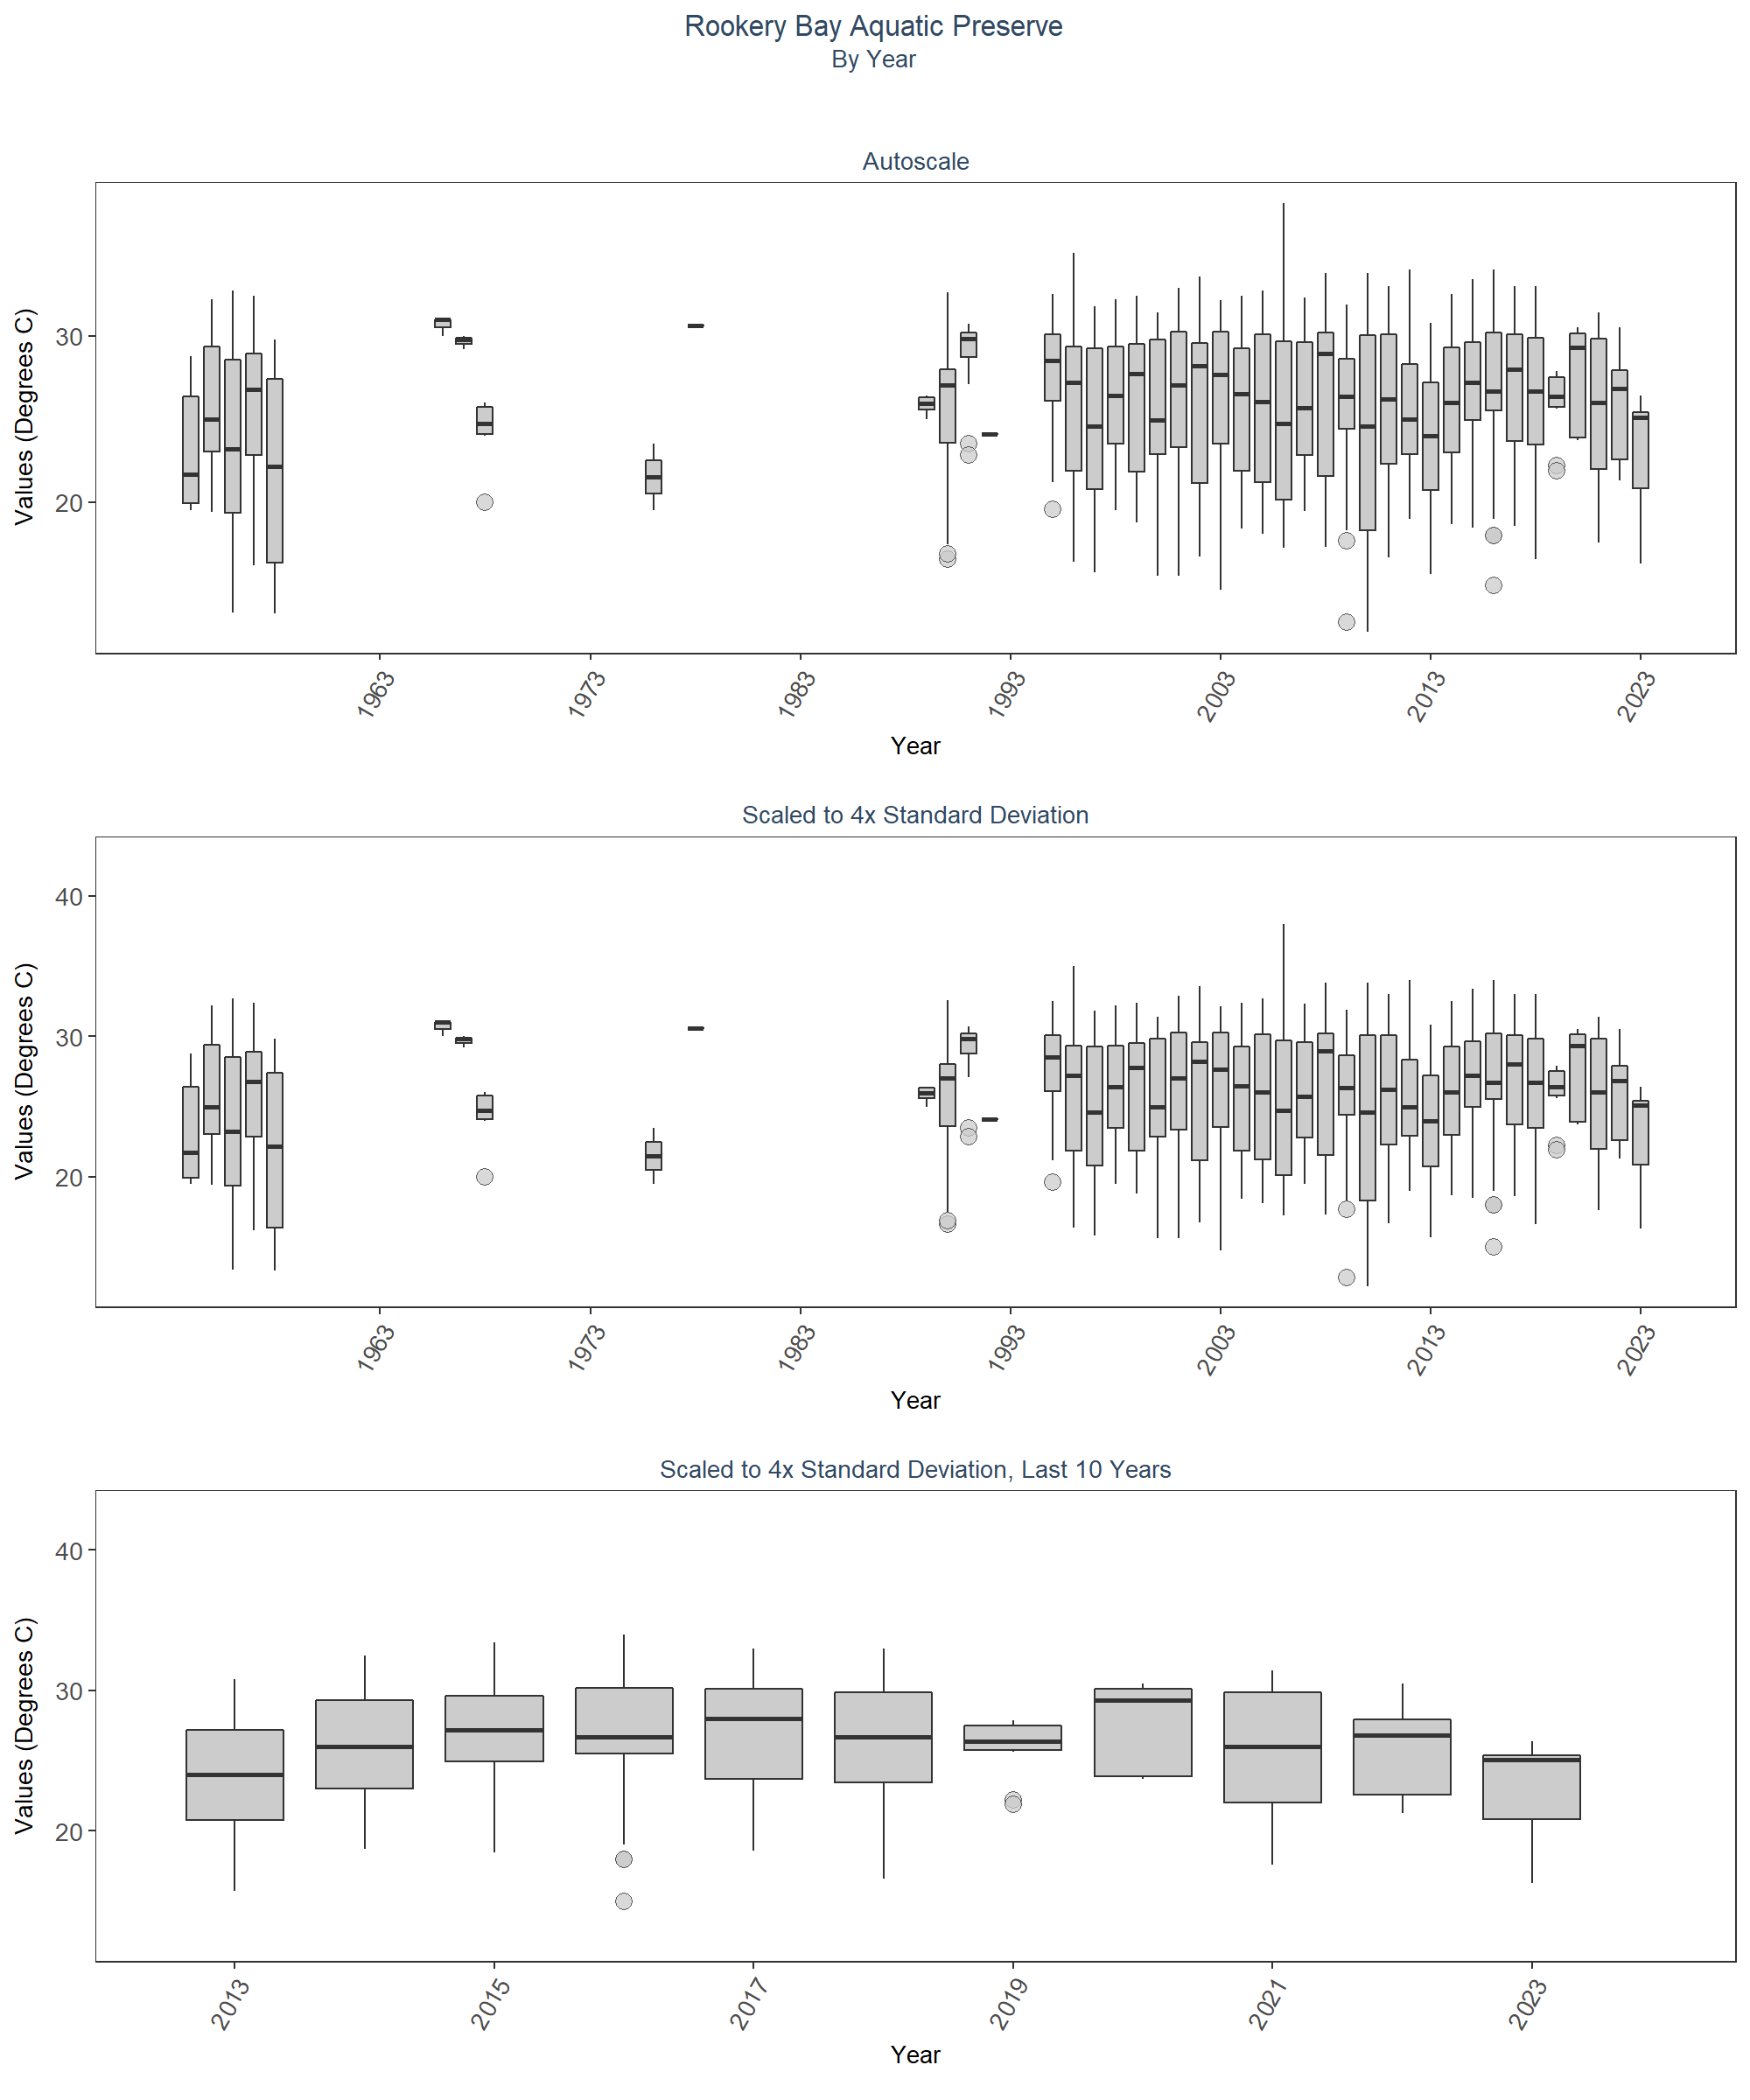 Rookery Bay Aquatic Preserve
By Year
Autoscale
Values (Degrees C)
30
20
1963 1973 1983 1993 2003 2013 2023
Year
Scaled to 4x Standard Deviation
Values (Degrees C)
40
30
20
1963 1973 1983 1993 2003 2013 2023
Year
Scaled to 4x Standard Deviation, Last 10 Years
Values (Degrees C)
40
30
20
2013 2015 2017 2019 2021 2023
Year